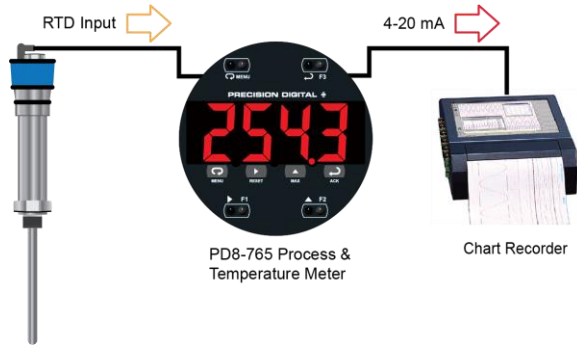 RTD Input
4-20 mA
MENU
F3
PRECISION DIGITAL
254.3
MENU
RESET
MAX
ACK
F1
F2
PD8-765 Process &
Temperature Meter
Chart Recorder